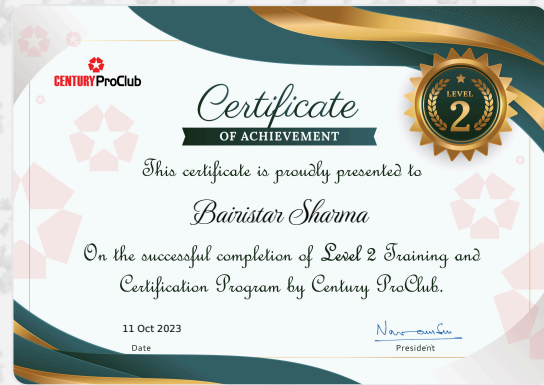 CENTURY ProClub
Certificate
OF ACHIEVEMENT
LEVEL
2
This certificate is proudly presented to
Bairistar Sharma
On the successful completion of Level 2 Training and
Certification Program by Century ProClub.
11 Oct 2023
Date
President